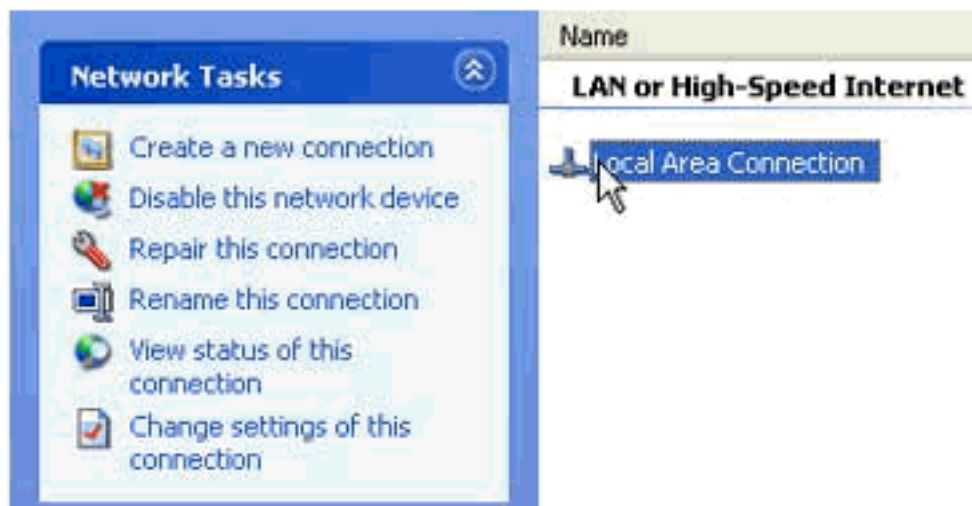 Network Tasks
Create a new connection
Disable this network device
Repair this connection
Rename this connection
View status of this
connection
Change settings of this
connection
Name
LAN or High-Speed Internet
Local Area Connection